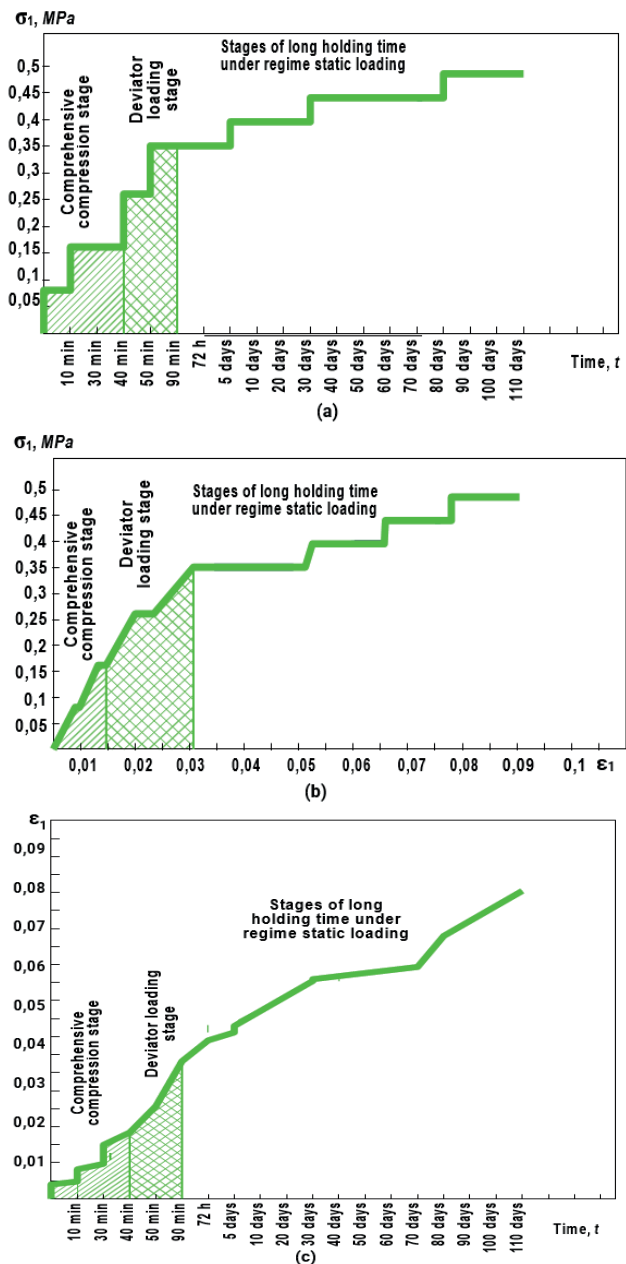 σ1, MPa
Stages of long holding time
under regime static loading
Comprehensive
compression stage
Deviator
loading
stage
0,5
0,45
0,4
0,35
0,3
0,25
0,2
0,15
0,1
0,05
10 min
30 min
40 min
50 min
90 min
72 h
5 days
10 days
20 days
30 days
40 days
50 days
60 days
70 days
80 days
90 days
100 days
110 days
Time, t
(a)
σ1, MPa
Stages of long holding time
under regime static loading
Comprehensive
compression stage
Deviator
loading stage
0,5
0,45
0,4
0,35
0,3
0,25
0,2
0,15
0,1
0,05
0,01
0,02
0,03
0,04
0,05
0,06
0,07
0,08
0,09
0,1
ε1
(b)
ε1
Stages of long
holding time under
regime static loading
Comprehensive
compression stage
Deviator loading
stage
0,09
0,08
0,07
0,06
0,05
0,04
0,03
0,02
0,01
10 min
30 min
40 min
50 min
90 min
72 h
5 days
10 days
20 days
30 days
40 days
50 days
60 days
70 days
80 days
90 days
100 days
110 days
Time, t
(c)